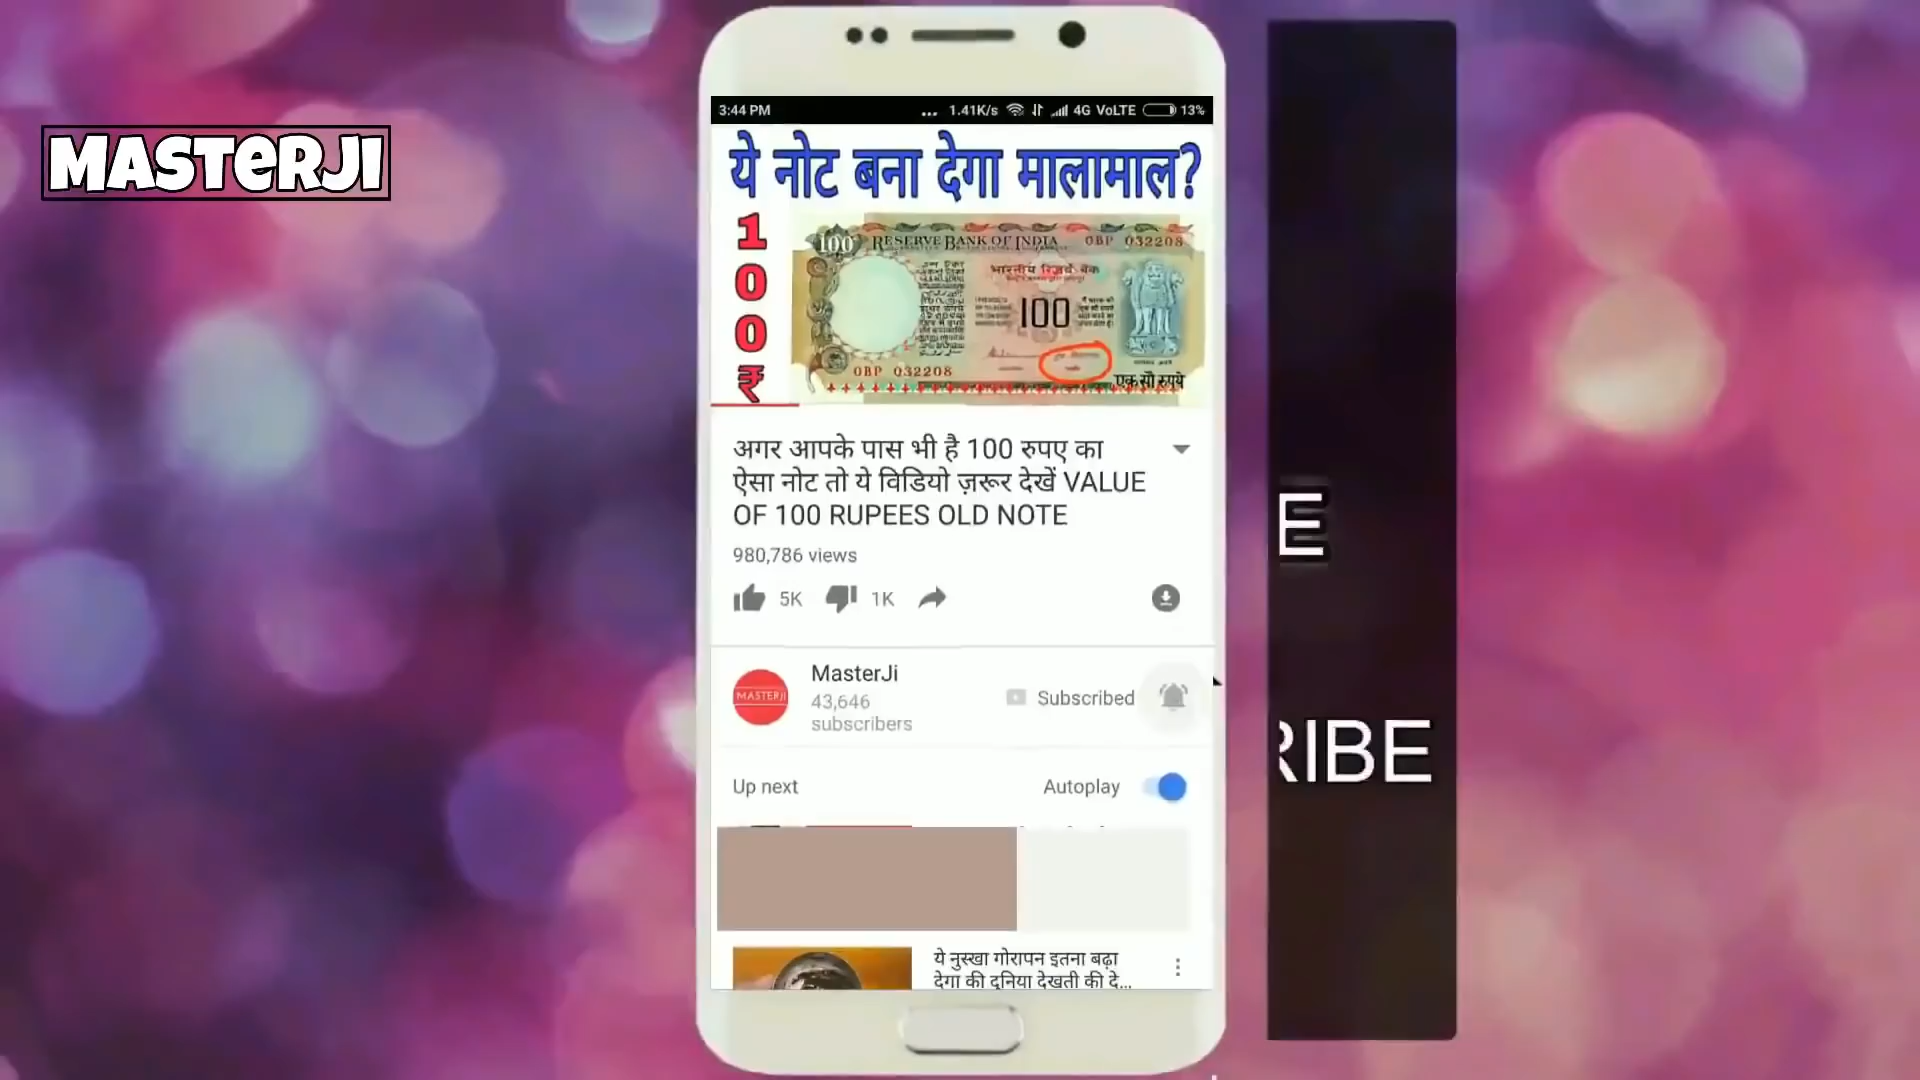 MASTERJI
3:44 PM
... 1.41K/s 4G VoLTE 13%
ये नोट बना देगा मालामाल?
100₹
100 RESERVE BANK OF INDIA 0BP 032208
भारतीय रिज़र्व बैंक
100
0BP 032208
एक सौ रुपये
अगर आपके पास भी है 100 रुपए का
ऐसा नोट तो ये विडियो ज़रूर देखें VALUE
OF 100 RUPEES OLD NOTE
980,786 views
5K 1K
MASTERJI
MasterJi
43,646
subscribers
Subscribed
Up next
Autoplay
ये नुस्खा गोरापन इतना बढ़ा
देगा की दुनिया देखती की दे...
E
RIBE